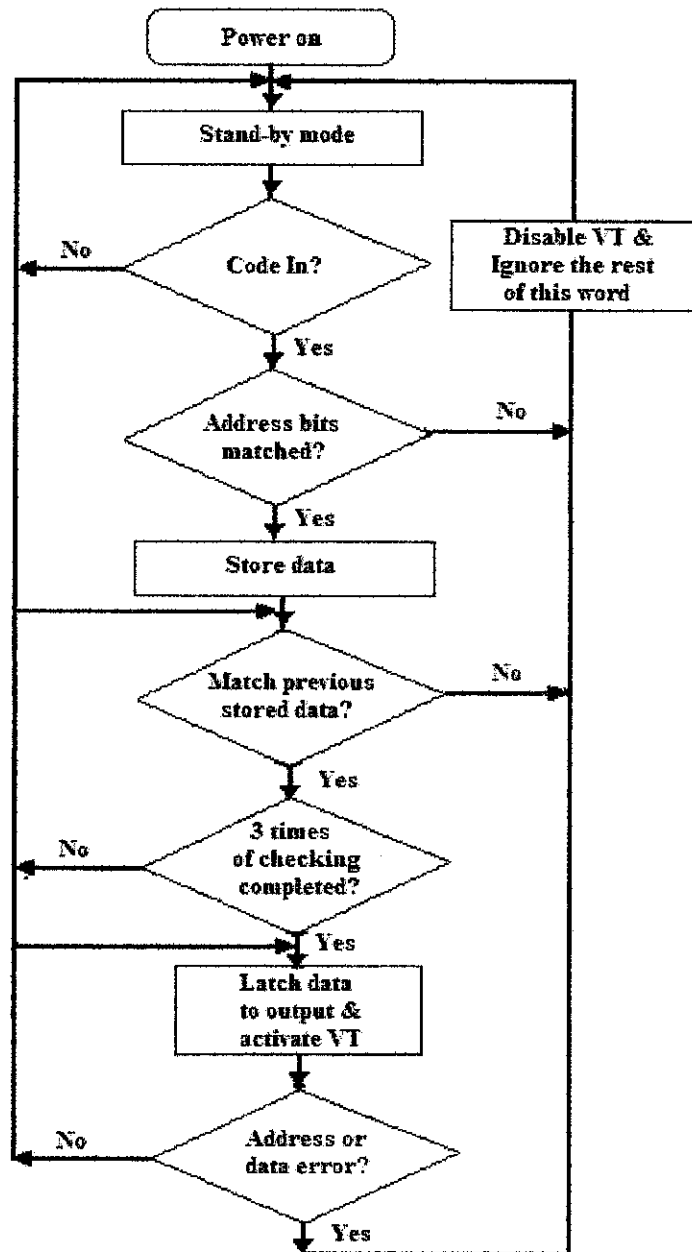 Power on
Stand-by mode
No
Code In?
Disable VT &
Ignore the rest
of this word
Yes
Address bits
matched?
No
Yes
Store data
Match previous
stored data?
No
Yes
3 times
of checking
completed?
No
Yes
Latch data
to output &
activate VT
No
Address or
data error?
Yes